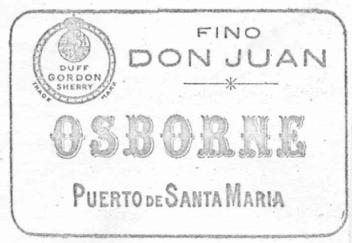 DUFF
GORDON
SHERRY
TRADE MARK
FINO
DON JUAN
OSBORNE
PUERTO DE SANTA MARIA